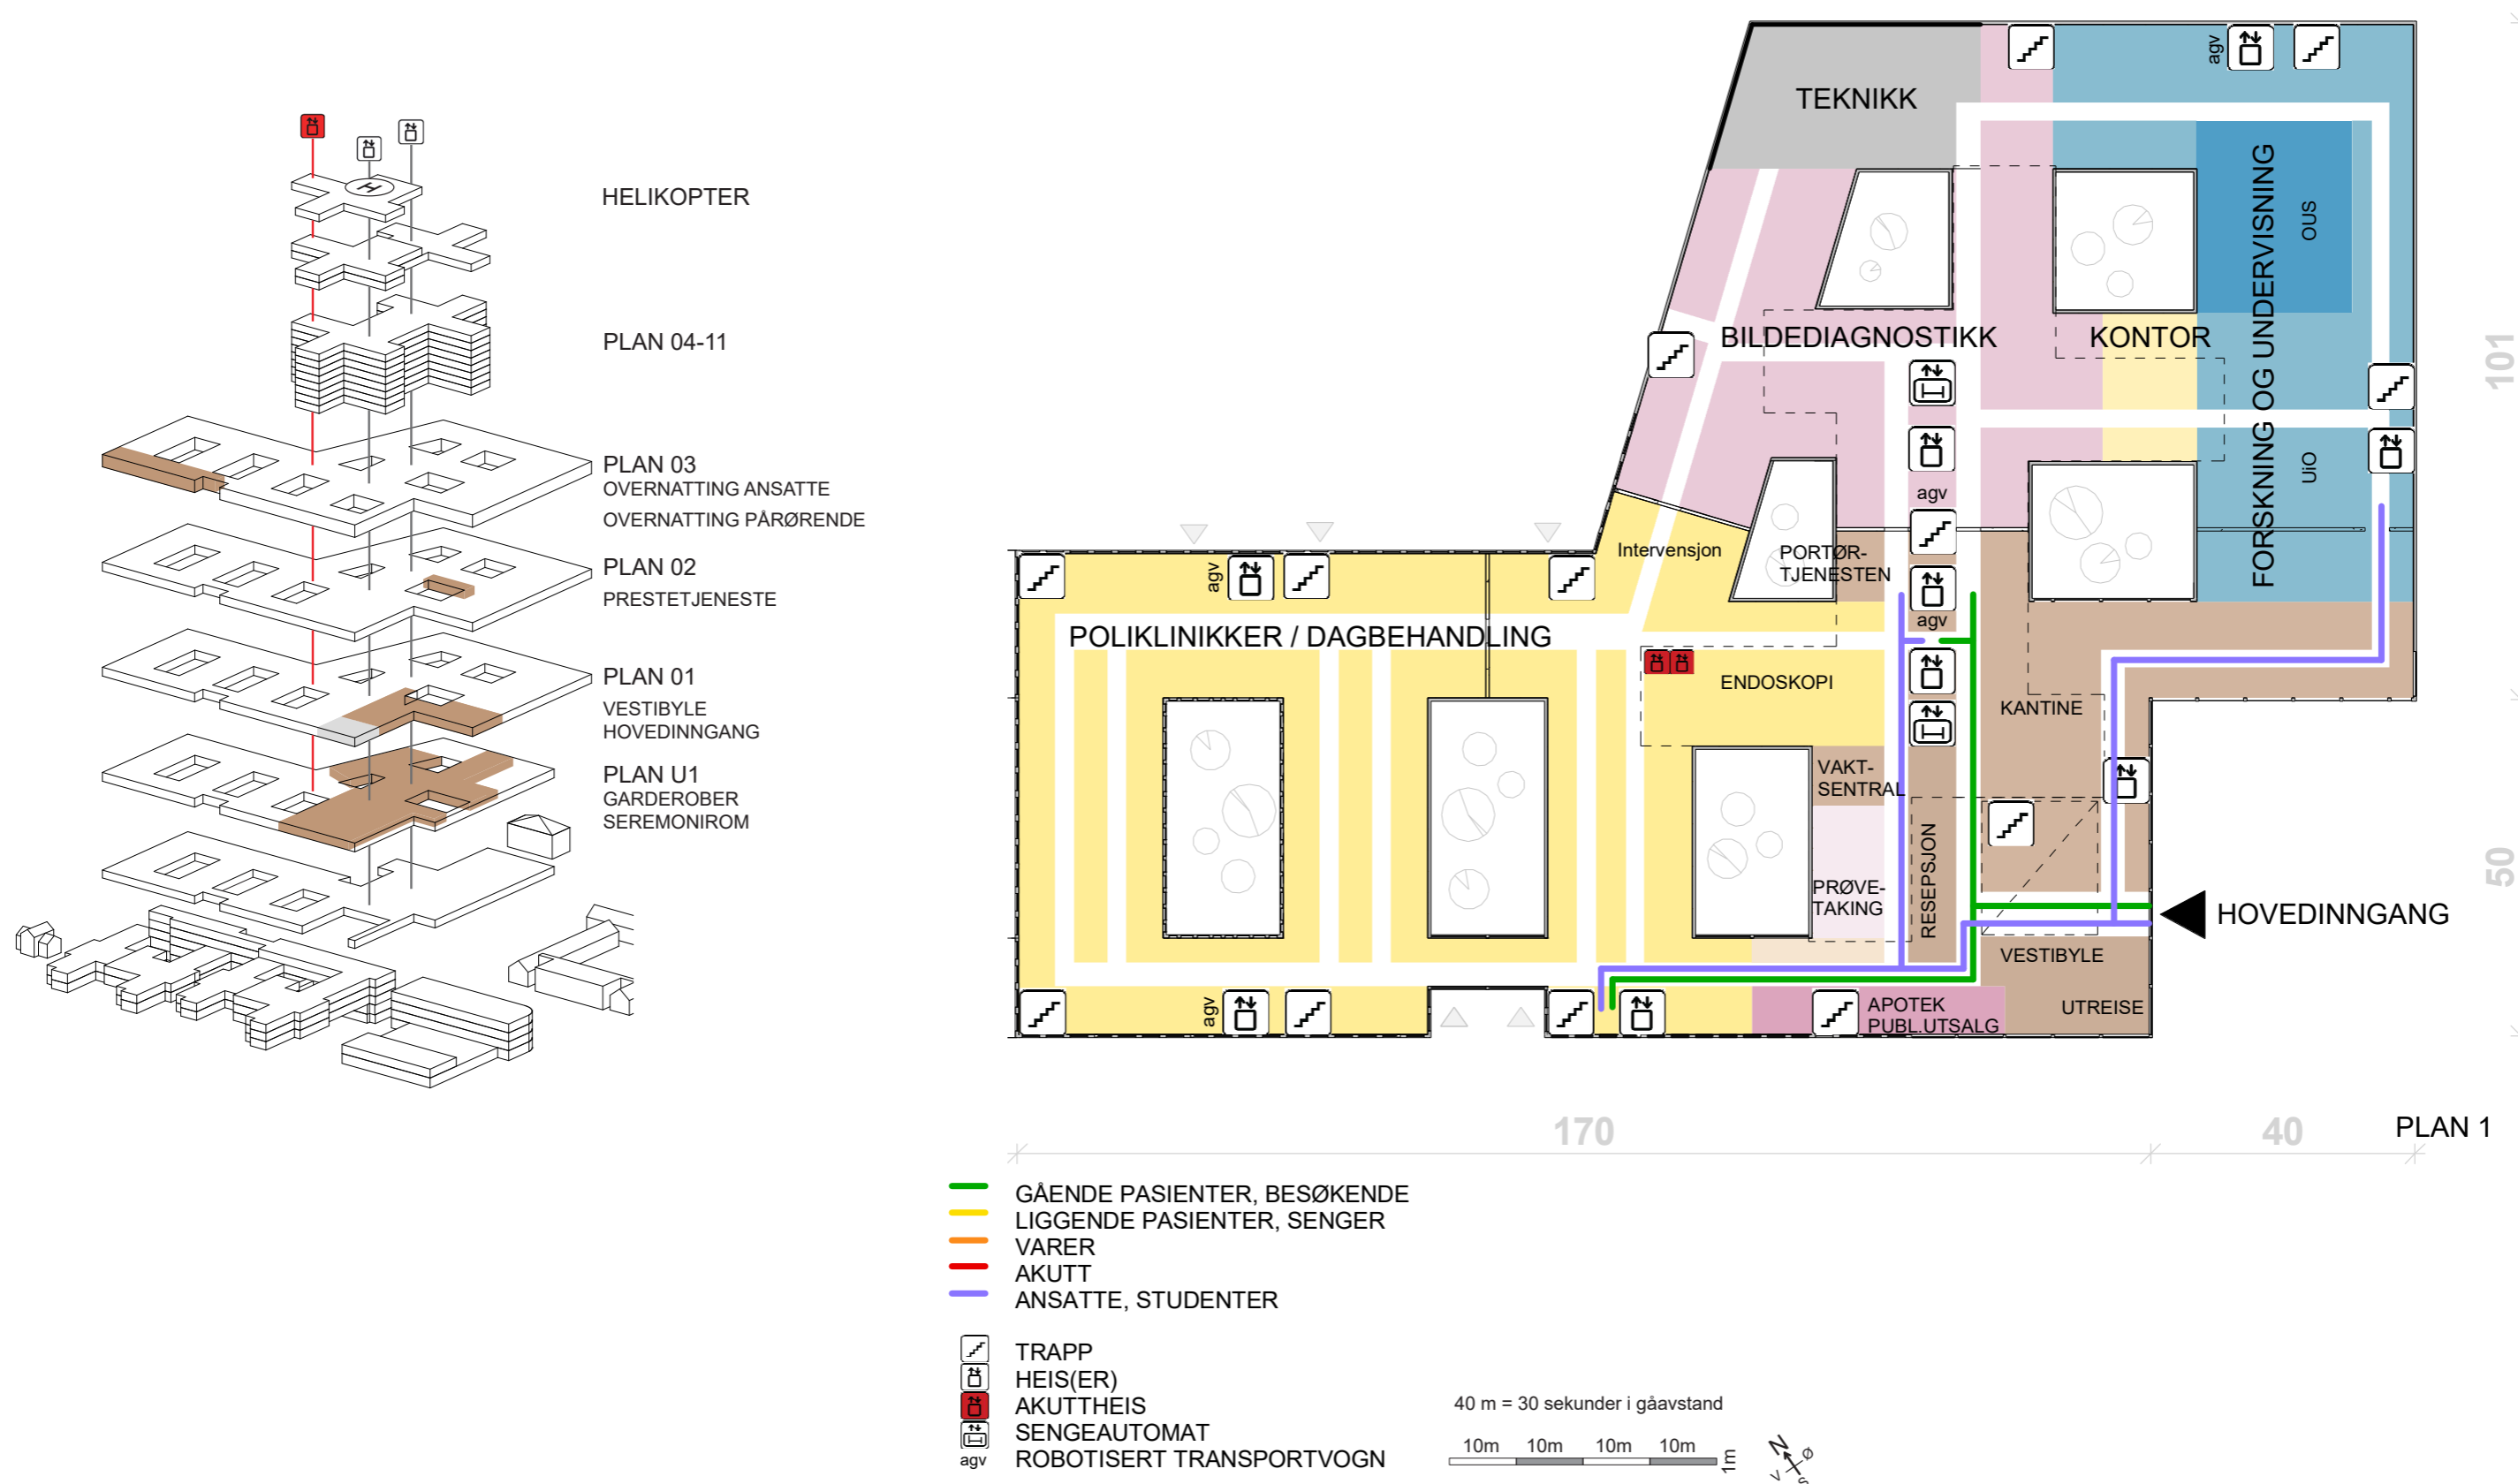 HELIKOPTER
PLAN 04-11
PLAN 03
OVERNATTING ANSATTE
OVERNATTING PÅRØRENDE
PLAN 02
PRESTETJENESTE
PLAN 01
VESTIBYLE
HOVEDINNGANG
PLAN U1
GARDEROBER
SEREMONIROM
H
TEKNIKK
agv
BILDEDIAGNOSTIKK
KONTOR
FORSKNING OG UNDERVISNING
OUS
UiO
agv
Intervensjon
PORTØR-
TJENESTEN
agv
agv
POLIKLINIKKER / DAGBEHANDLING
ENDOSKOPI
KANTINE
VAKT-
SENTRAL
PRØVE-
TAKING
RESEPSJON
HOVEDINNGANG
VESTIBYLE
UTREISE
agv
APOTEK
PUBL.UTSALG
101
50
170
40
PLAN 1
GÅENDE PASIENTER, BESØKENDE
LIGGENDE PASIENTER, SENGER
VARER
AKUTT
ANSATTE, STUDENTER
TRAPP
HEIS(ER)
AKUTTHEIS
SENGEAUTOMAT
agv ROBOTISERT TRANSPORTVOGN
40 m = 30 sekunder i gåavstand
10m 10m 10m 10m
1m
N
Ø
V
S